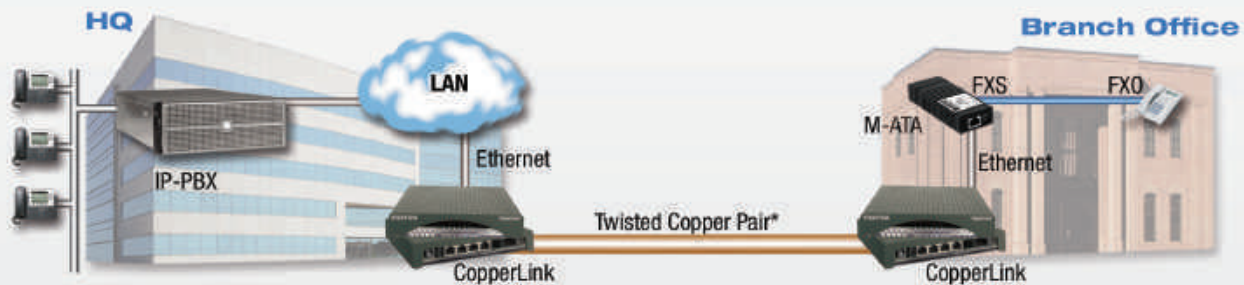 HQ
Branch Office
LAN
FXS
FXO
M-ATA
IP-PBX
Ethernet
Ethernet
Twisted Copper Pair*
CopperLink
CopperLink